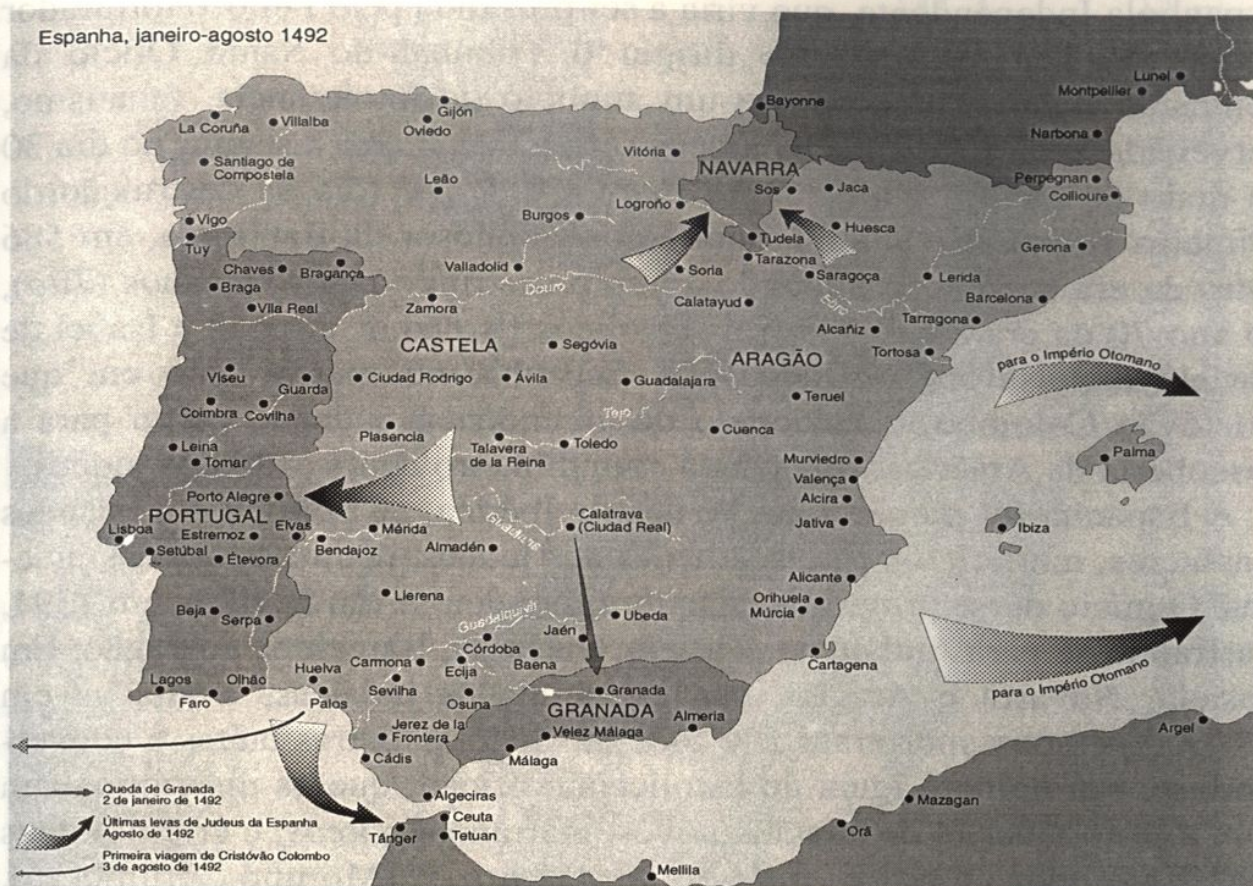 Espanha, janeiro-agosto 1492
Lunel
Montpellier
Bayonne
Gijón
La Coruña
Villalba
Oviedo
Narbona
Vitória
NAVARRA
Santiago de
Compostela
Leão
Sos
Jaca
Perpegnan
Collioure
Logroño
Burgos
Vigo
Tuy
Huesca
Tudela
Gerona
Tarazona
Chaves
Bragança
Valladolid
Soria
Saragoça
Lerida
Braga
Douro
Vila Real
Zamora
Calatayud
Ebro
Barcelona
Alcañiz
Tarragona
CASTELA
Segóvia
ARAGÃO
Tortosa
para o Império Otomano
Viseu
Guarda
Ciudad Rodrigo
Ávila
Guadalajara
Teruel
Coimbra
Covilha
Tejo
Plasencia
Cuenca
Leina
Talavera
de la Reina
Toledo
Tomar
Murviedro
Palma
Valença
Porto Alegre
Alcira
PORTUGAL
Calatrava
(Ciudad Real)
Lisboa
Estremoz
Elvas
Mérida
Guadiana
Jativa
Ibiza
Bendajoz
Setúbal
Étevora
Almadén
Alicante
Llerena
Beja
Serpa
Guadalquivir
Ubeda
Orihuela
Múrcia
Jaén
Córdoba
Carmona
Ecija
Baena
Cartagena
Huelva
Lagos
Olhão
Sevilha
Granada
para o Império Otomano
Faro
Palos
Osuna
GRANADA
Almeria
Jerez de la
Frontera
Velez Málaga
Argel
Málaga
Cádis
Queda de Granada
2 de janeiro de 1492
Algeciras
Mazagan
Últimas levas de Judeus da Espanha
Agosto de 1492
Ceuta
Tânger
Tetuan
Orã
Primeira viagem de Cristóvão Colombo
3 de agosto de 1492
Mellila